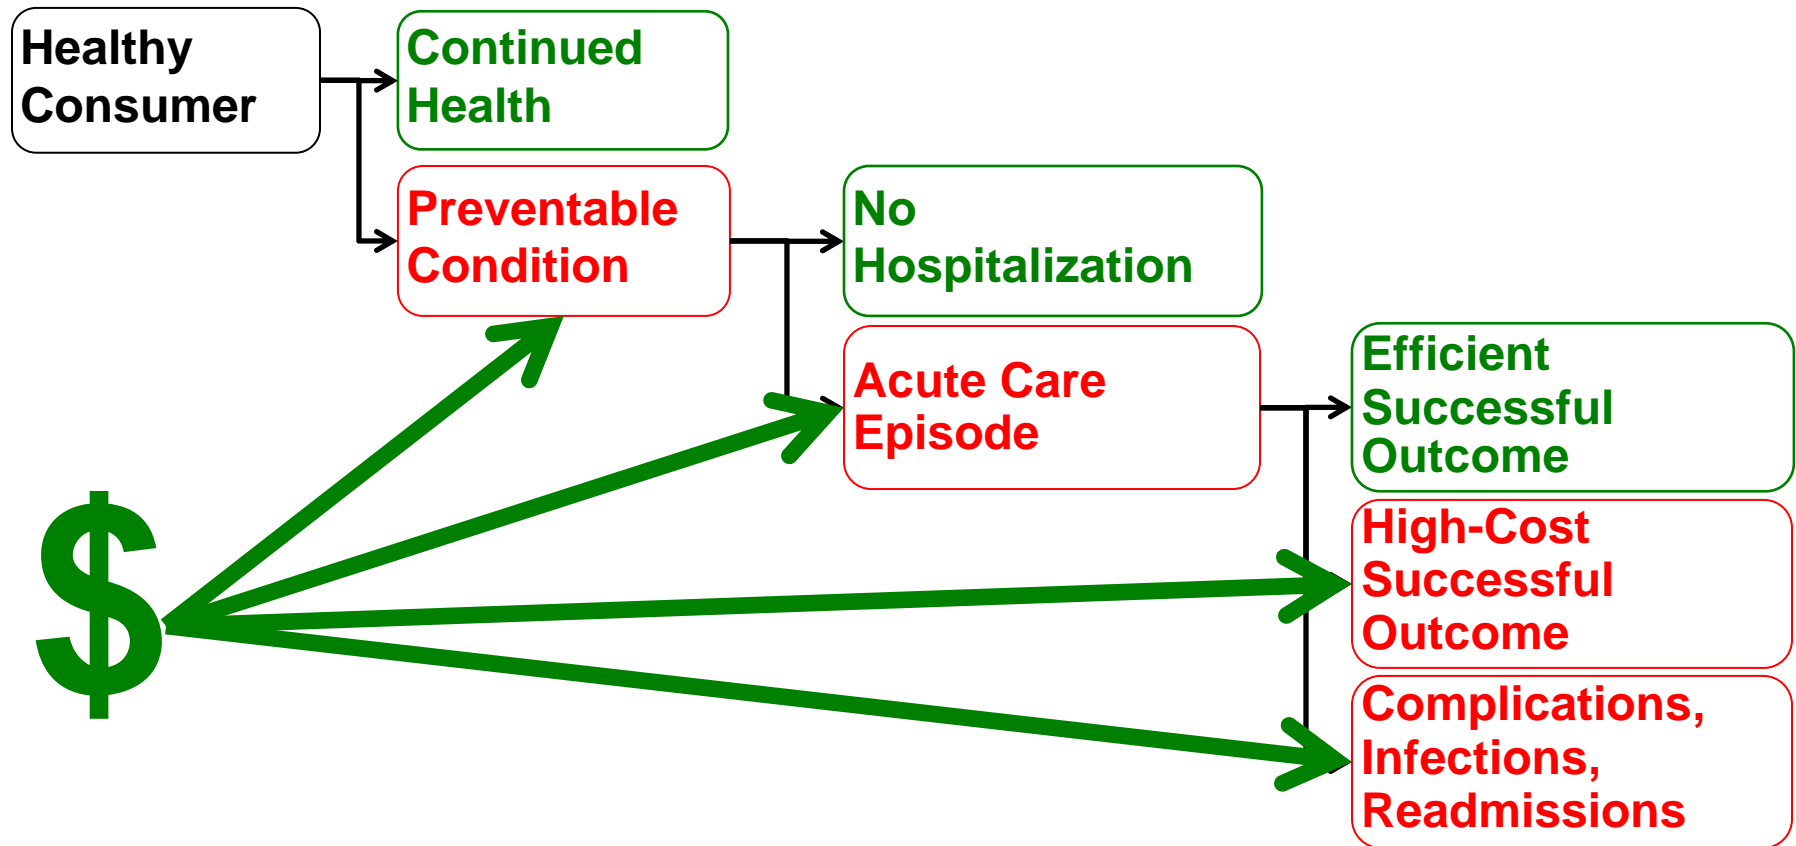 Healthy
Consumer
Continued
Health
Preventable
Condition
No
Hospitalization
Acute Care
Episode
Efficient
Successful
Outcome
High-Cost
Successful
Outcome
Complications,
Infections,
Readmissions
$